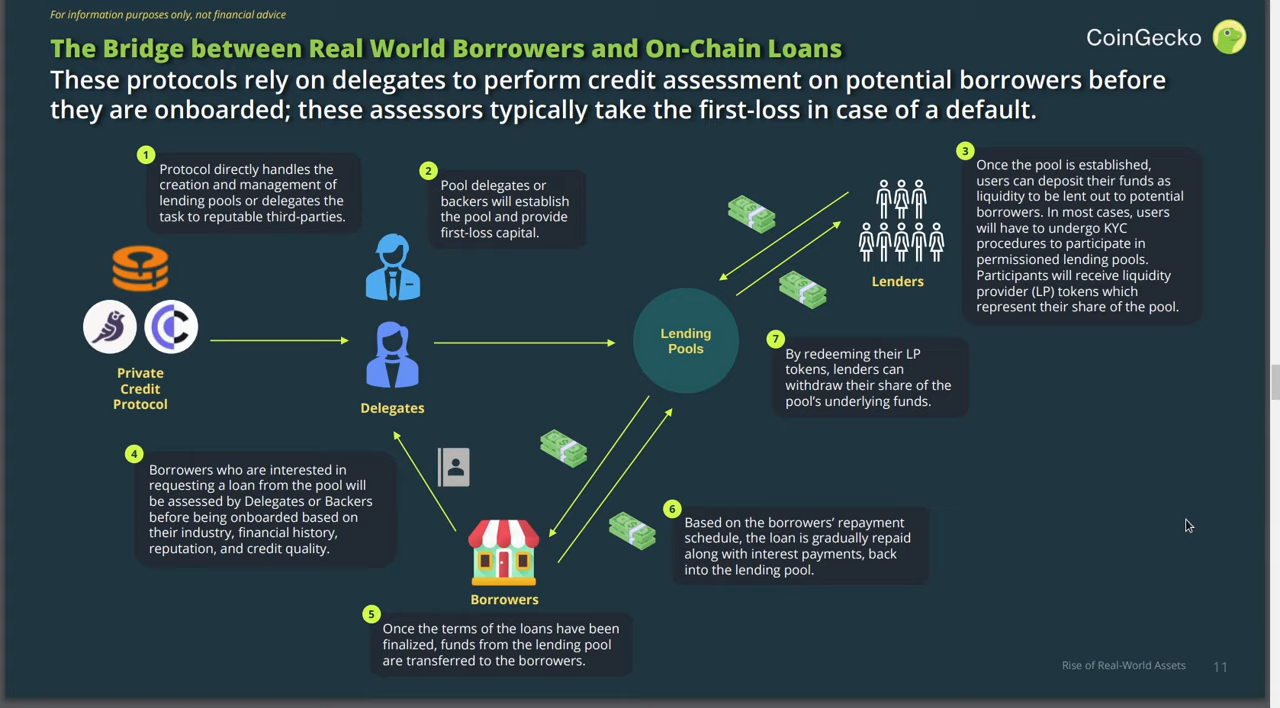 For information purposes only, not financial advice
The Bridge between Real World Borrowers and On-Chain Loans
CoinGecko
These protocols rely on delegates to perform credit assessment on potential borrowers before
they are onboarded; these assessors typically take the first-loss in case of a default.
1
Protocol directly handles the
creation and management of
lending pools or delegates the
task to reputable third-parties.
2
Pool delegates or
backers will establish
the pool and provide
first-loss capital.
3
Once the pool is established,
users can deposit their funds as
liquidity to be lent out to potential
borrowers. In most cases, users
will have to undergo KYC
procedures to participate in
permissioned lending pools.
Participants will receive liquidity
provider (LP) tokens which
represent their share of the pool.
Lenders
Lending
Pools
Private
Credit
Protocol
Delegates
7
By redeeming their LP
tokens, lenders can
withdraw their share of the
pool's underlying funds.
4
Borrowers who are interested in
requesting a loan from the pool will
be assessed by Delegates or Backers
before being onboarded based on
their industry, financial history,
reputation, and credit quality.
6
Based on the borrowers' repayment
schedule, the loan is gradually repaid
along with interest payments, back
into the lending pool.
Borrowers
5
Once the terms of the loans have been
finalized, funds from the lending pool
are transferred to the borrowers.
Rise of Real-World Assets
11